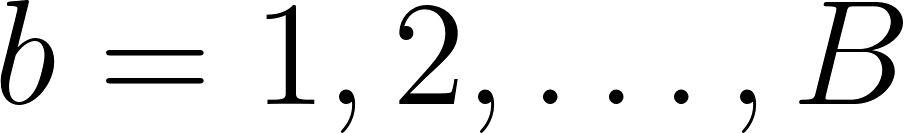 b = 1, 2, . . . , B